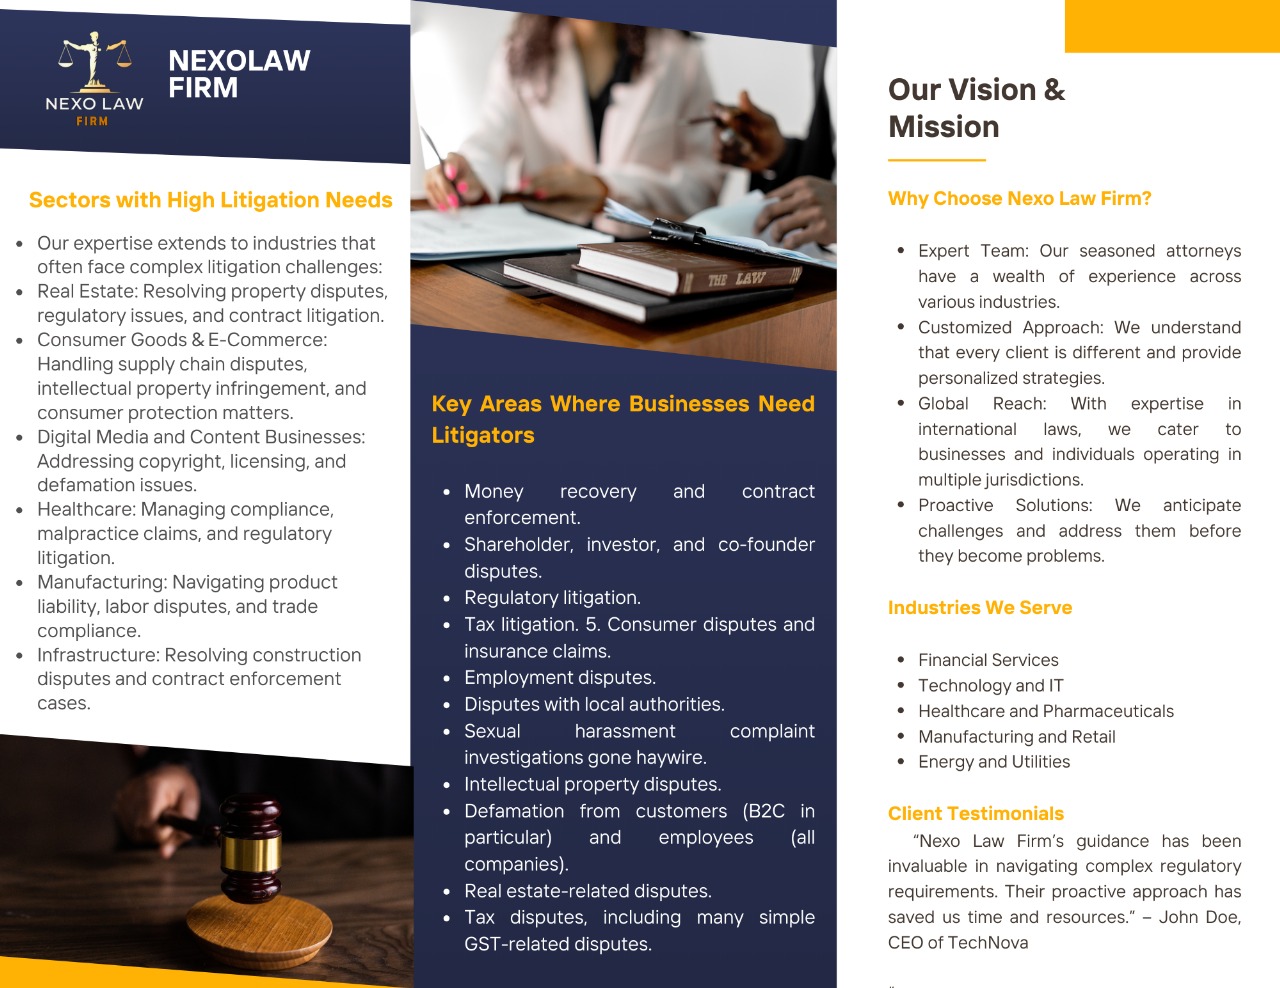 NEXO LAW
FIRM
NEXOLAW
FIRM
Sectors with High Litigation Needs
• Our expertise extends to industries that
often face complex litigation challenges:
• Real Estate: Resolving property disputes,
regulatory issues, and contract litigation.
• Consumer Goods & E-Commerce:
Handling supply chain disputes,
intellectual property infringement, and
consumer protection matters.
• Digital Media and Content Businesses:
Addressing copyright, licensing, and
defamation issues.
• Healthcare: Managing compliance,
malpractice claims, and regulatory
litigation.
• Manufacturing: Navigating product
liability, labor disputes, and trade
compliance.
• Infrastructure: Resolving construction
disputes and contract enforcement
cases.
THE LAW
Key Areas Where Businesses Need
Litigators
• Money recovery and contract
enforcement.
• Shareholder, investor, and co-founder
disputes.
• Regulatory litigation.
• Tax litigation. 5. Consumer disputes and
insurance claims.
• Employment disputes.
• Disputes with local authorities.
• Sexual harassment complaint
investigations gone haywire.
• Intellectual property disputes.
• Defamation from customers (B2C in
particular) and employees (all
companies).
• Real estate-related disputes.
• Tax disputes, including many simple
GST-related disputes.
Our Vision &
Mission
Why Choose Nexo Law Firm?
• Expert Team: Our seasoned attorneys
have a wealth of experience across
various industries.
• Customized Approach: We understand
that every client is different and provide
personalized strategies.
• Global Reach: With expertise in
international laws, we cater to
businesses and individuals operating in
multiple jurisdictions.
• Proactive Solutions: We anticipate
challenges and address them before
they become problems.
Industries We Serve
• Financial Services
• Technology and IT
• Healthcare and Pharmaceuticals
• Manufacturing and Retail
• Energy and Utilities
Client Testimonials
“Nexo Law Firm’s guidance has been
invaluable in navigating complex regulatory
requirements. Their proactive approach has
saved us time and resources.” – John Doe,
CEO of TechNova
“